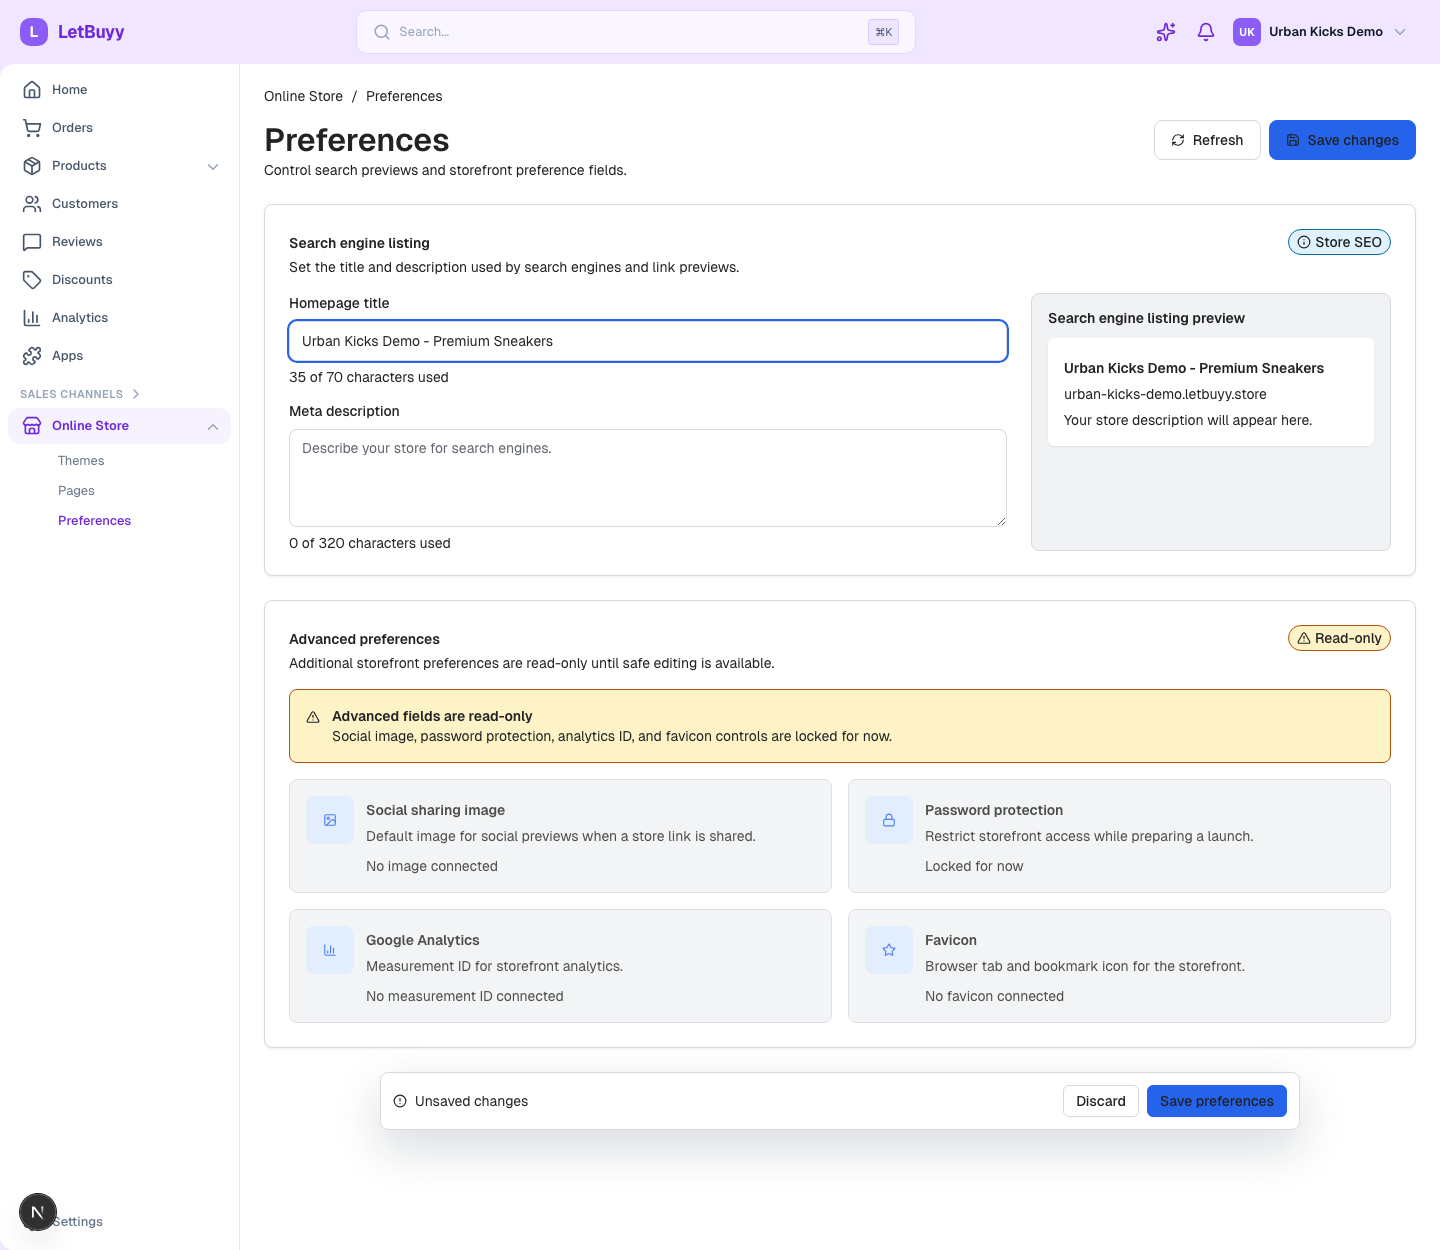 L LetBuyy
Search...
⌘K
UK Urban Kicks Demo
Home
Orders
Products
Customers
Reviews
Discounts
Analytics
Apps
SALES CHANNELS
Online Store
Themes
Pages
Preferences
N
Settings
Online Store / Preferences
Preferences
Control search previews and storefront preference fields.
Refresh
Save changes
Search engine listing
Set the title and description used by search engines and link previews.
Store SEO
Homepage title
Urban Kicks Demo - Premium Sneakers
35 of 70 characters used
Meta description
Describe your store for search engines.
0 of 320 characters used
Search engine listing preview
Urban Kicks Demo - Premium Sneakers
urban-kicks-demo.letbuyy.store
Your store description will appear here.
Advanced preferences
Additional storefront preferences are read-only until safe editing is available.
Read-only
Advanced fields are read-only
Social image, password protection, analytics ID, and favicon controls are locked for now.
Social sharing image
Default image for social previews when a store link is shared.
No image connected
Password protection
Restrict storefront access while preparing a launch.
Locked for now
Google Analytics
Measurement ID for storefront analytics.
No measurement ID connected
Favicon
Browser tab and bookmark icon for the storefront.
No favicon connected
Unsaved changes
Discard
Save preferences